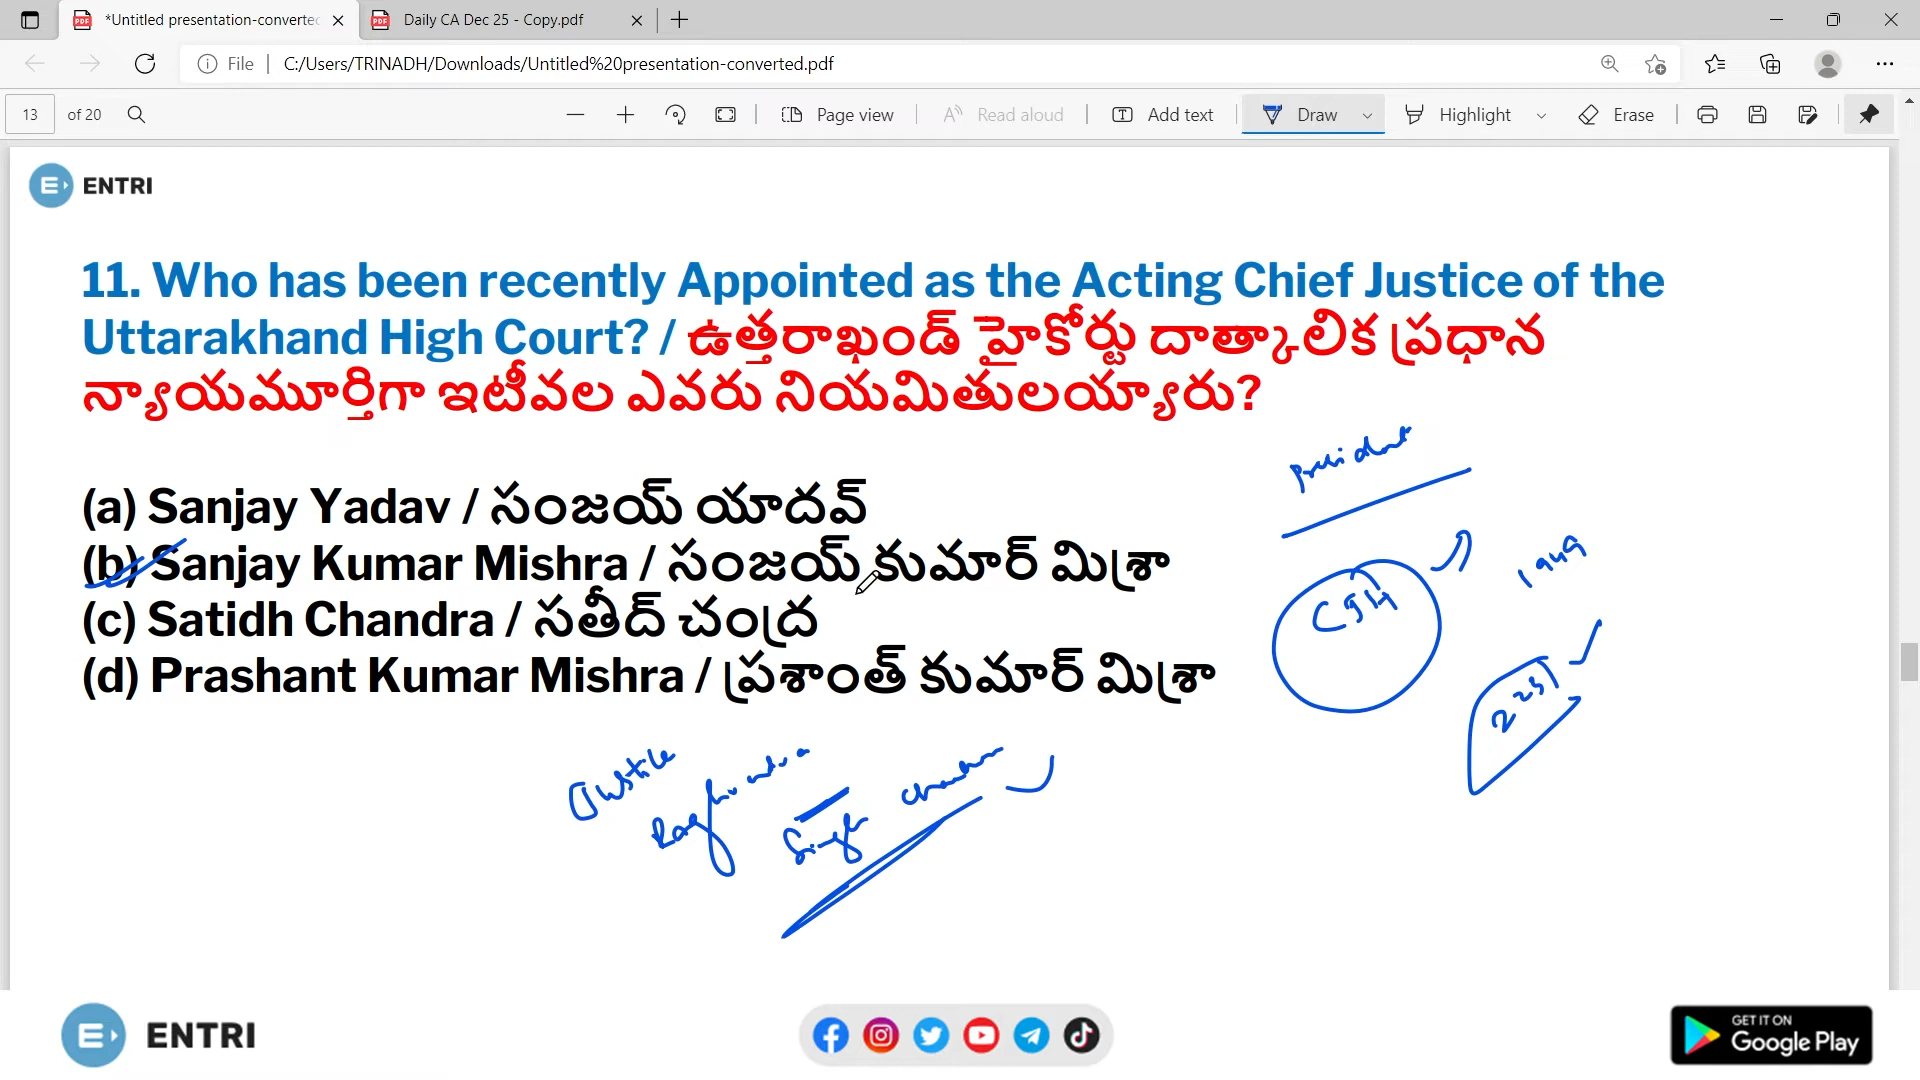 *Untitled presentation-converted
Daily CA Dec 25 - Copy.pdf
File
C:/Users/TRINADH/Downloads/Untitled%20presentation-converted.pdf
13 of 20
Page view
Read aloud
Add text
Draw
Highlight
Erase
ENTRI
11. Who has been recently Appointed as the Acting Chief Justice of the
Uttarakhand High Court? / ఉత్తరాఖండ్ హైకోర్టు దాత్కాలిక ప్రధాన
న్యాయమూర్తిగా ఇటీవల ఎవరు నియమితులయ్యారు?
President
(a) Sanjay Yadav / సంజయ్ యాదవ్
(b) Sanjay Kumar Mishra / సంజయ్ కుమార్ మిశ్రా
1949
(c) Satidh Chandra / సతీద్ చంద్ర
(d) Prashant Kumar Mishra / ప్రశాంత్ కుమార్ మిశ్రా
Justice
Singh
ENTRI
GET IT ON
Google Play